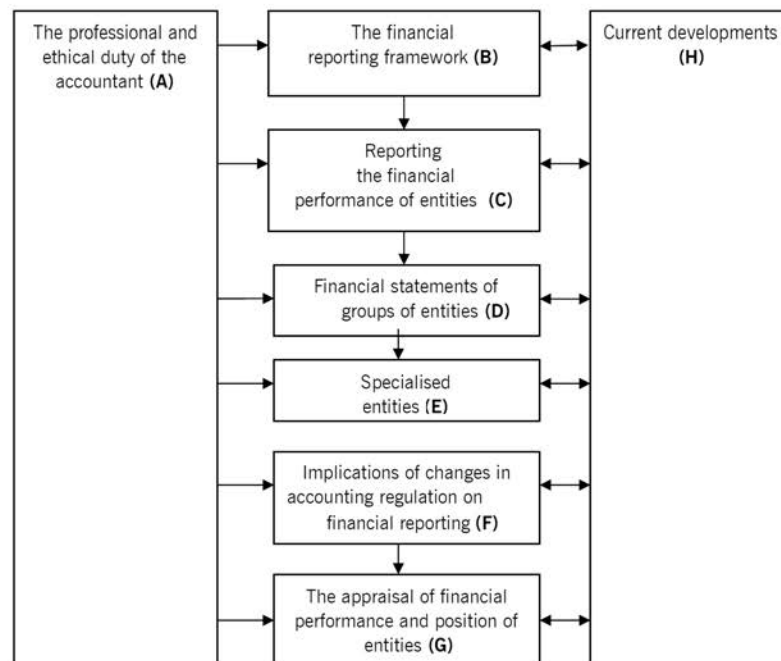 The professional and
ethical duty of the
accountant (A)
The financial
reporting framework (B)
Current developments
(H)
Reporting
the financial
performance of entities (C)
Financial statements of
groups of entities (D)
Specialised
entities (E)
Implications of changes in
accounting regulation on
financial reporting (F)
The appraisal of financial
performance and position of
entities (G)